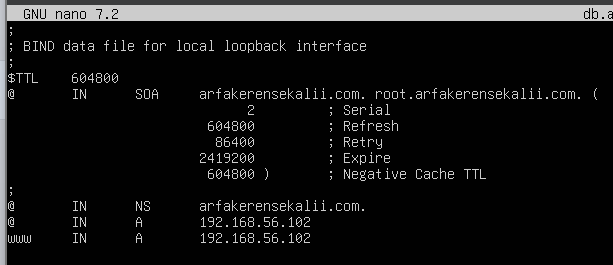 GNU nano 7.2 db.a
;
; BIND data file for local loopback interface
;
$TTL 604800
@ IN SOA arfakerensekalii.com. root.arfakerensekalii.com. (
2 ; Serial
604800 ; Refresh
86400 ; Retry
2419200 ; Expire
604800 ) ; Negative Cache TTL
;
@ IN NS arfakerensekalii.com.
@ IN A 192.168.56.102
www IN A 192.168.56.102